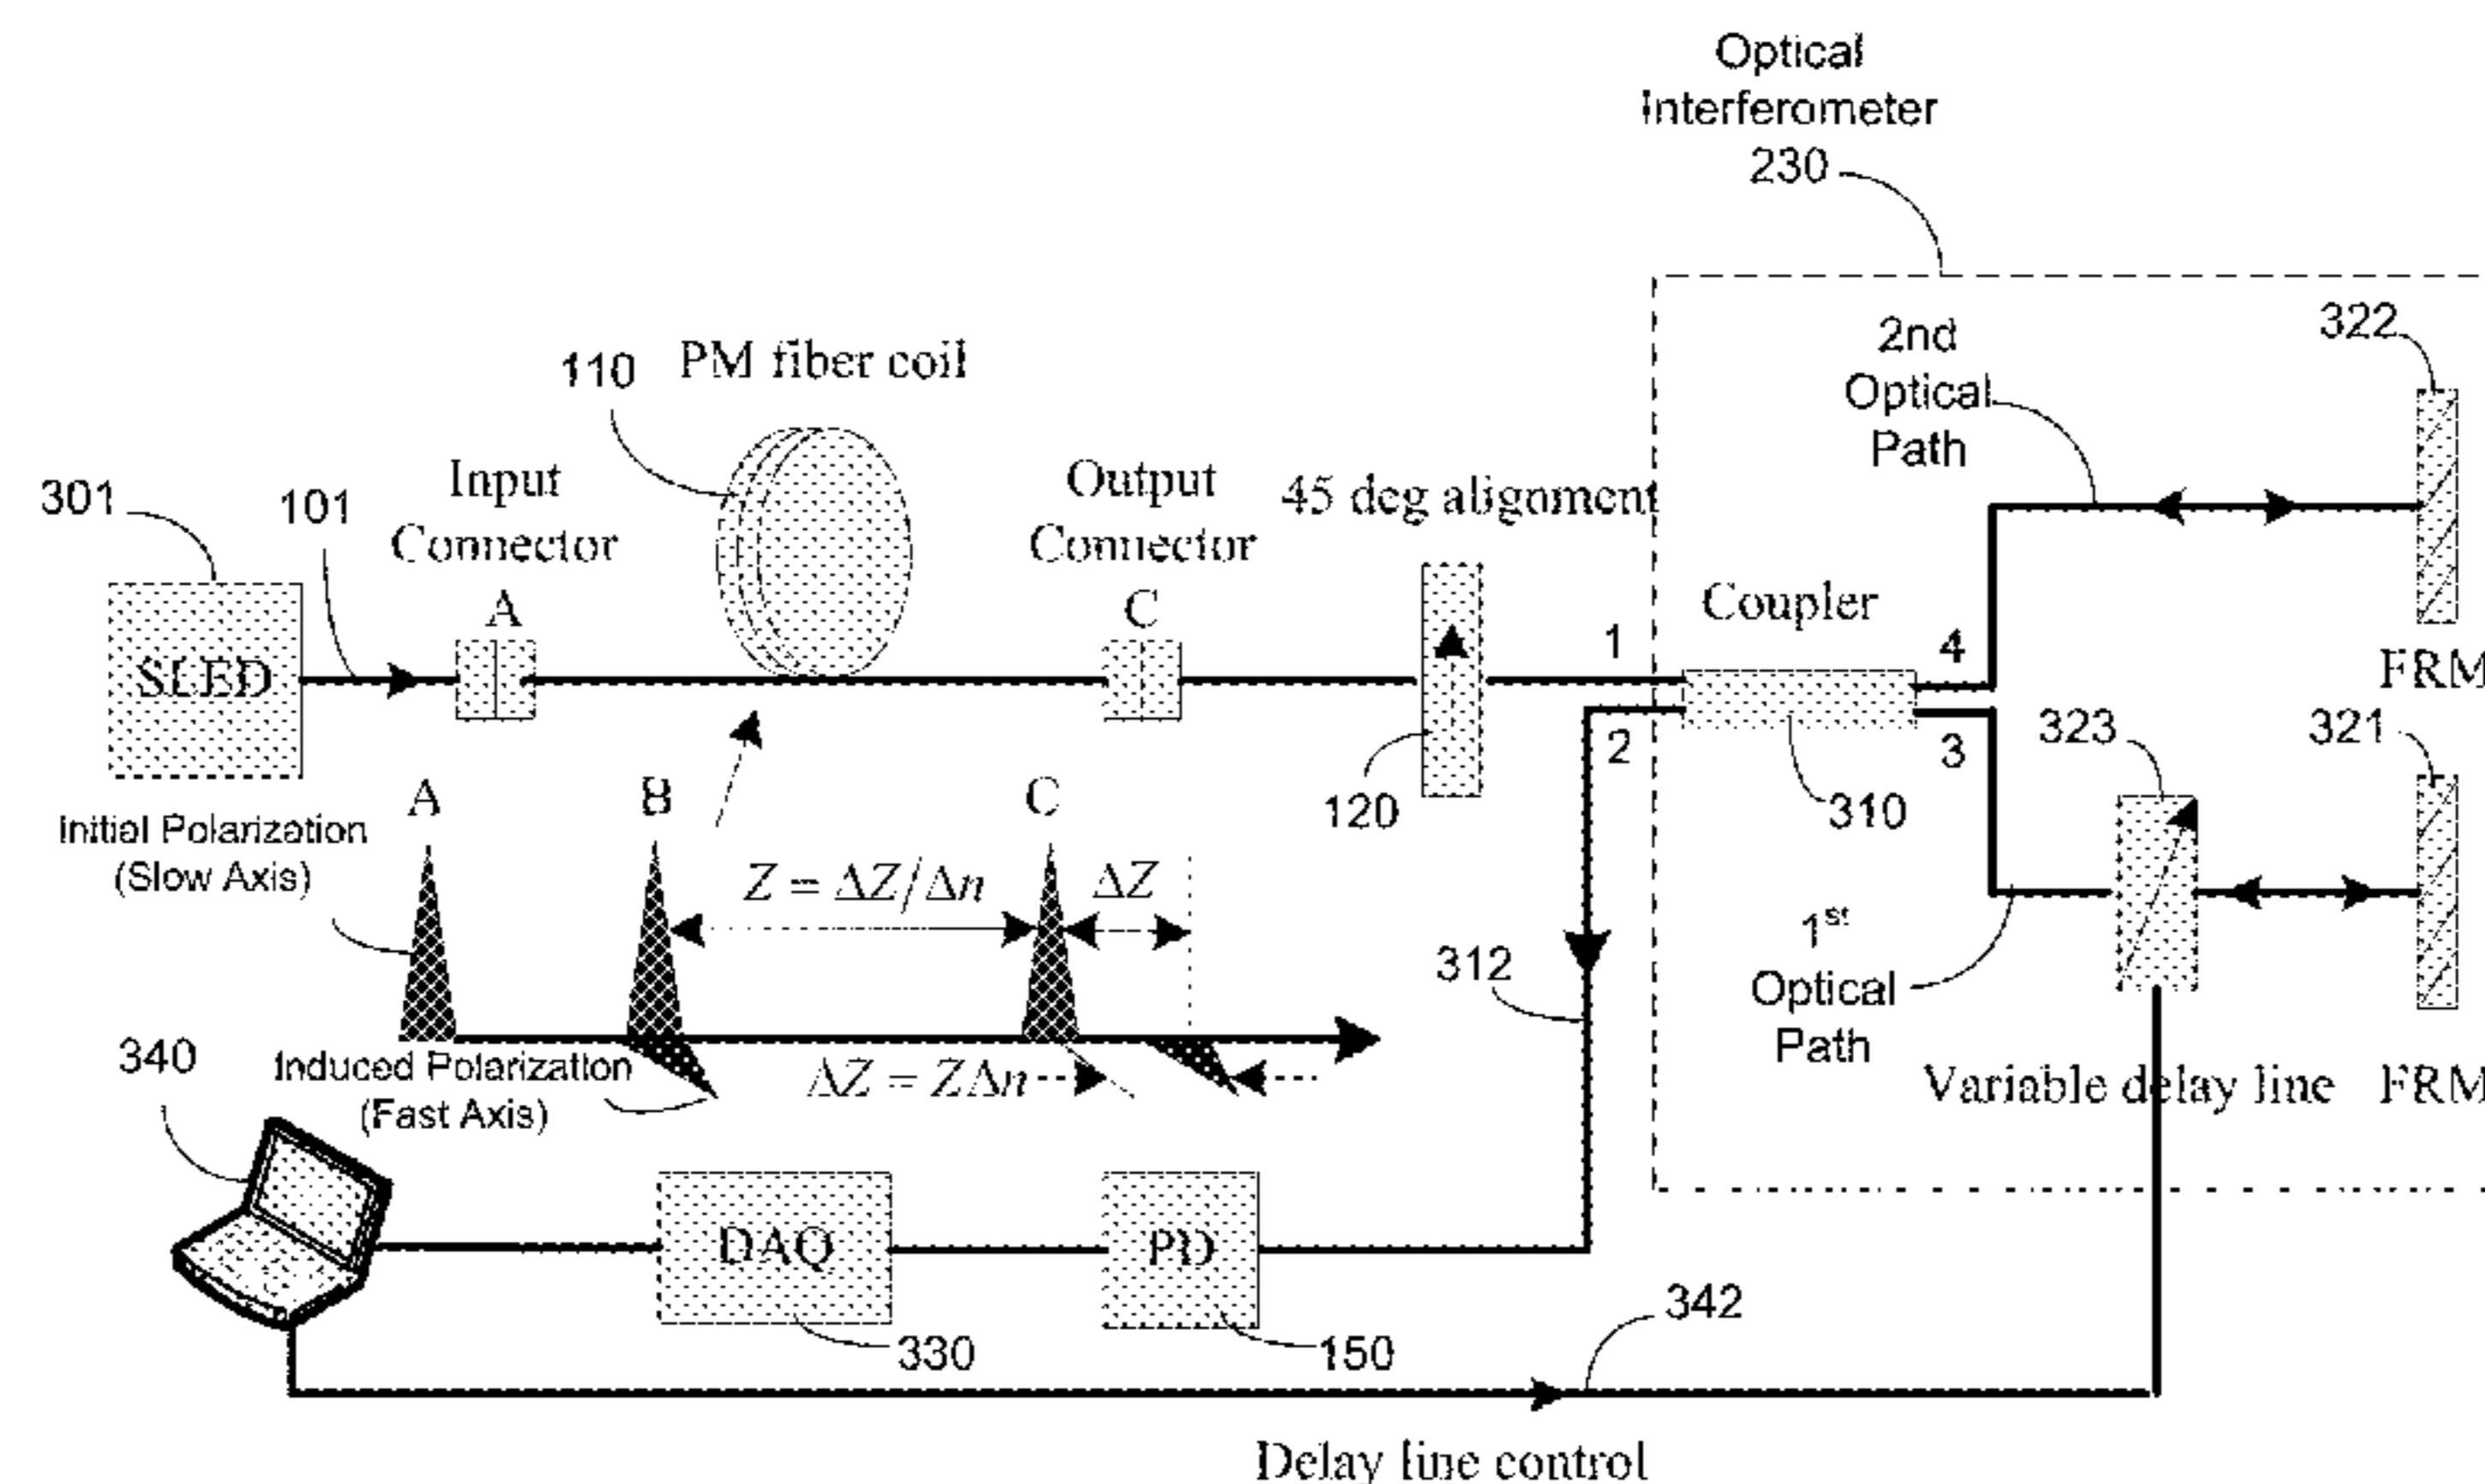 Optical
Interferometer
230
2nd
Optical
Path
322
110
PM fiber coil
301
101
Input
Connector
A
Output
Connector
C
45 deg alignment
SLED
1
2
Coupler
4
3
FRM
323
321
120
310
Initial Polarization
(Slow Axis)
A
B
C
Z = ΔZ/Δn
ΔZ
312
1st
Optical
Path
340
Induced Polarization
(Fast Axis)
ΔZ = ZΔn
Variable delay line
FRM
DAQ
PD
330
150
342
Delay line control